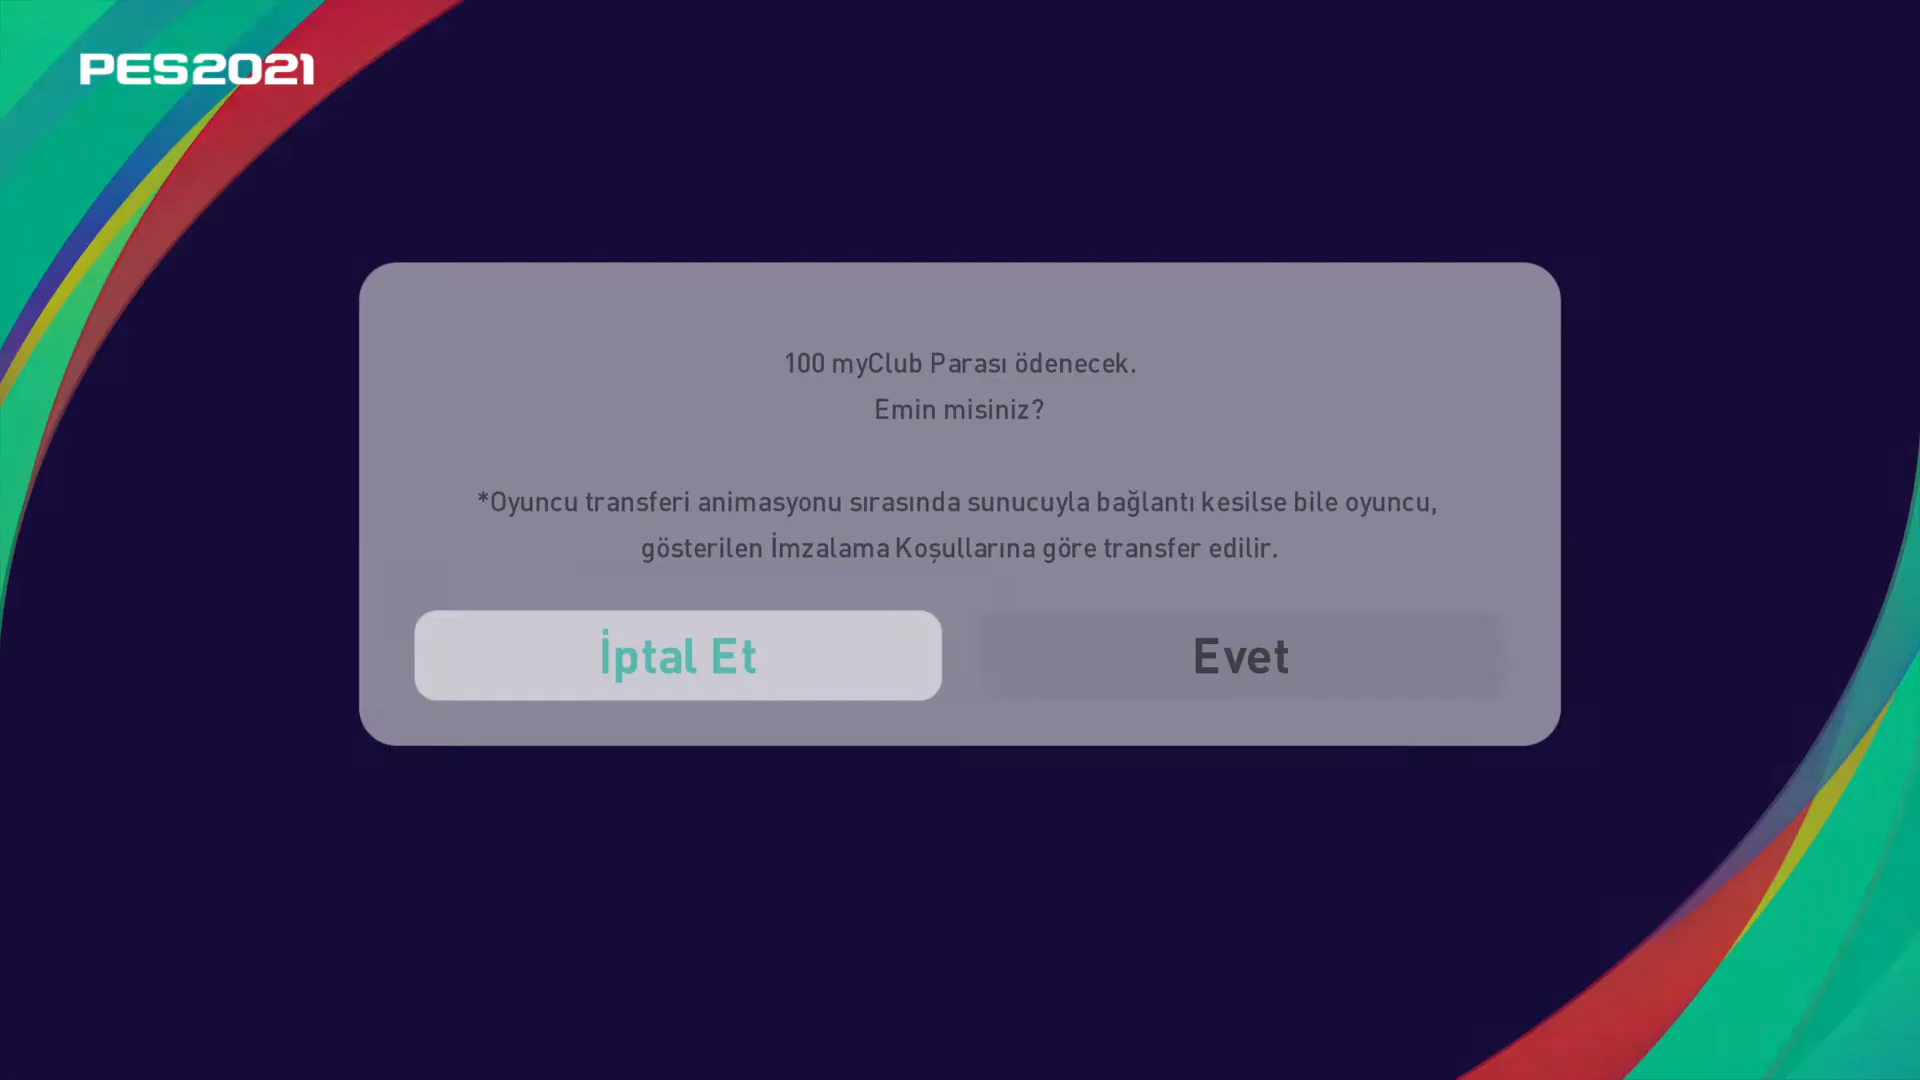 PES2021
100 myClub Parası ödenecek.
Emin misiniz?
*Oyuncu transferi animasyonu sırasında sunucuyla bağlantı kesilse bile oyuncu,
gösterilen İmzalama Koşullarına göre transfer edilir.
İptal Et
Evet